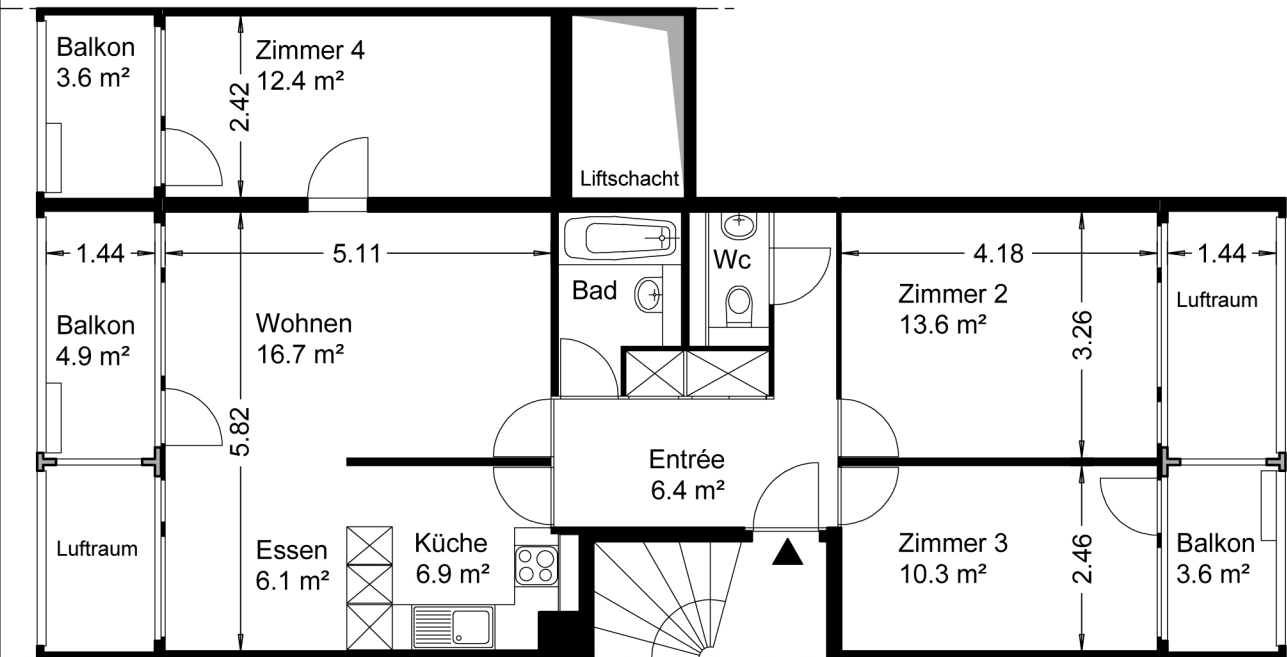 Balkon
3.6 m²
Zimmer 4
12.4 m²
2.42
Liftschacht
1.44
5.11
Bad
Wc
4.18
1.44
Balkon
4.9 m²
Wohnen
16.7 m²
Zimmer 2
13.6 m²
3.26
Luftraum
5.82
Entrée
6.4 m²
Luftraum
Essen
6.1 m²
Küche
6.9 m²
Zimmer 3
10.3 m²
2.46
Balkon
3.6 m²